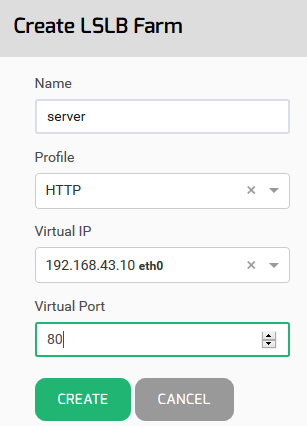 Create LSLB Farm
Name
server
Profile
HTTP ×
Virtual IP
192.168.43.10 eth0 ×
Virtual Port
80
CREATE CANCEL